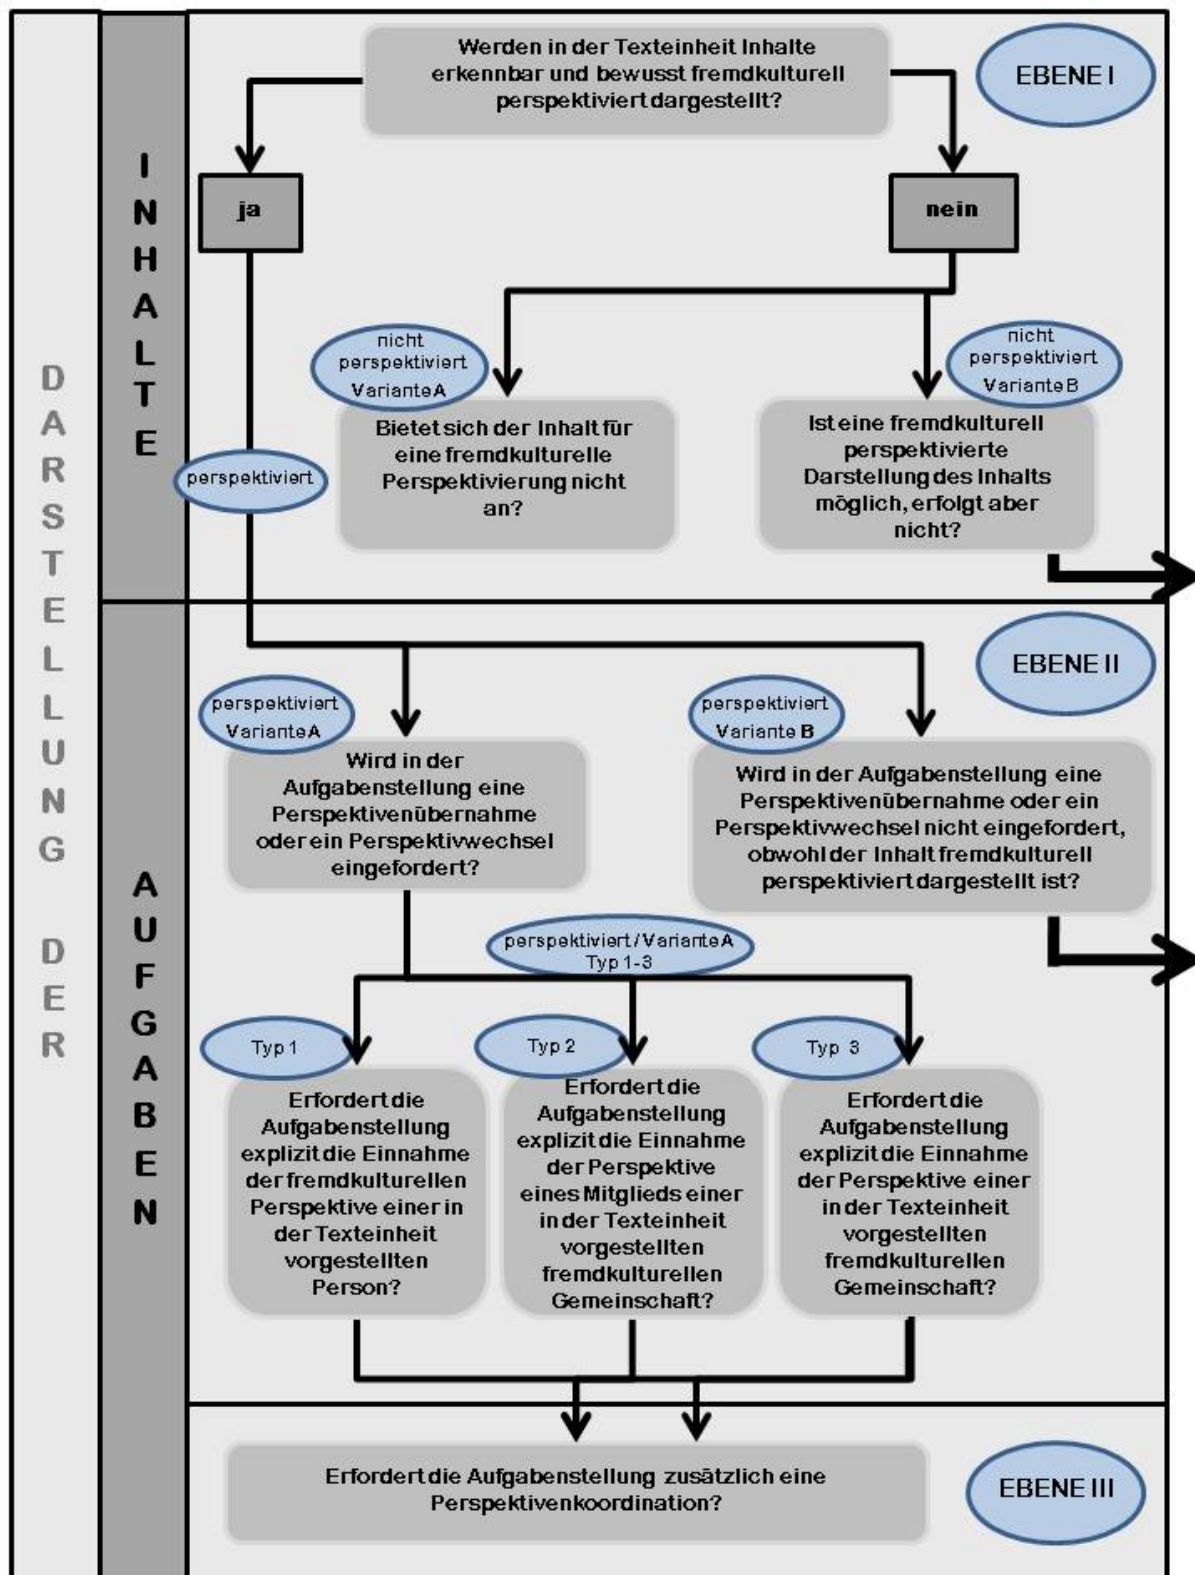 DARSTELLUNG DER
INHALTE
Werden in der Texteinheit Inhalte
erkennbar und bewusst fremdkulturell
perspektiviert dargestellt?
EBENE I
ja
nein
nicht
perspektiviert
Variante A
Bietet sich der Inhalt für
eine fremdkulturelle
Perspektivierung nicht
an?
nicht
perspektiviert
Variante B
Ist eine fremdkulturell
perspektivierte
Darstellung des Inhalts
möglich, erfolgt aber
nicht?
perspektiviert
AUFGABEN
EBENE II
perspektiviert
Variante A
Wird in der
Aufgabenstellung eine
Perspektivenübernahme
oder ein Perspektivwechsel
eingefordert?
perspektiviert
Variante B
Wird in der Aufgabenstellung eine
Perspektivenübernahme oder ein
Perspektivwechsel nicht eingefordert,
obwohl der Inhalt fremdkulturell
perspektiviert dargestellt ist?
perspektiviert / Variante A
Typ 1-3
Typ 1
Erfordert die
Aufgabenstellung
explizit die Einnahme
der fremdkulturellen
Perspektive einer in
der Texteinheit
vorgestellten
Person?
Typ 2
Erfordert die
Aufgabenstellung
explizit die Einnahme
der Perspektive
eines Mitglieds einer
in der Texteinheit
vorgestellten
fremdkulturellen
Gemeinschaft?
Typ 3
Erfordert die
Aufgabenstellung
explizit die Einnahme
der Perspektive einer
in der Texteinheit
vorgestellten
fremdkulturellen
Gemeinschaft?
Erfordert die Aufgabenstellung zusätzlich eine
Perspektivenkoordination?
EBENE III